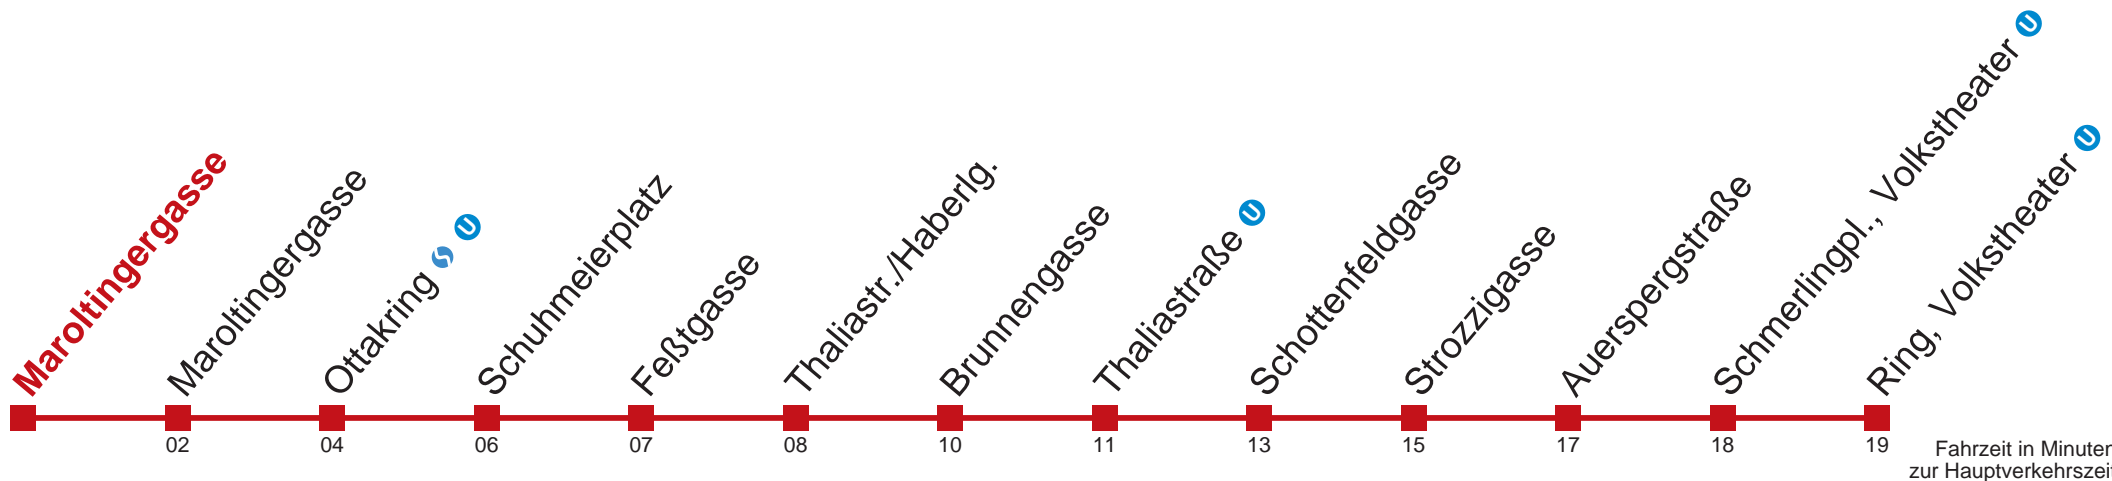 Maroltingergasse
Maroltingergasse
Ottakring S U
Schuhmeierplatz
Feßtgasse
Thaliastr./Haberlg.
Brunnengasse
Thaliastraße U
Schottenfeldgasse
Strozzigasse
Auerspergstraße
Schmerlingpl., Volkstheater U
Ring, Volkstheater U
02 04 06 07 08 10 11 13 15 17 18 19
Fahrzeit in Minuten
zur Hauptverkehrszeit